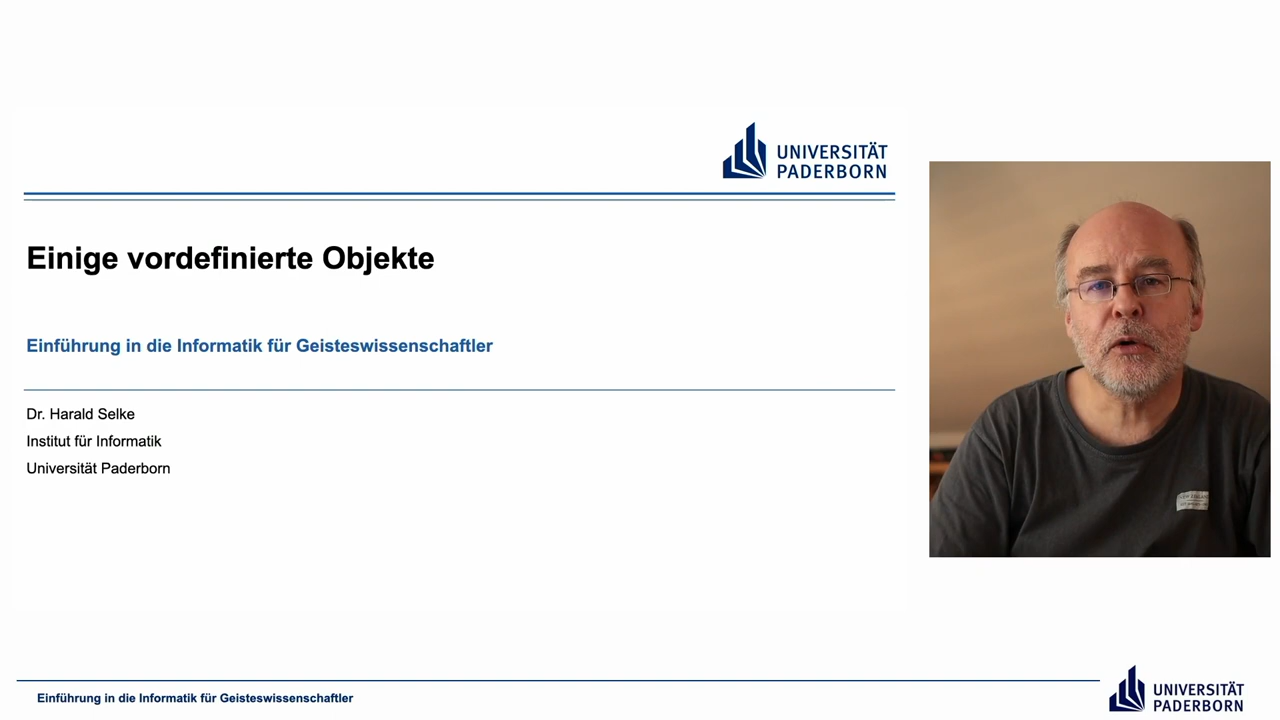 UNIVERSITÄT
PADERBORN
Einige vordefinierte Objekte
Einführung in die Informatik für Geisteswissenschaftler
Dr. Harald Selke
Institut für Informatik
Universität Paderborn
Einführung in die Informatik für Geisteswissenschaftler
UNIVERSITÄT
PADERBORN